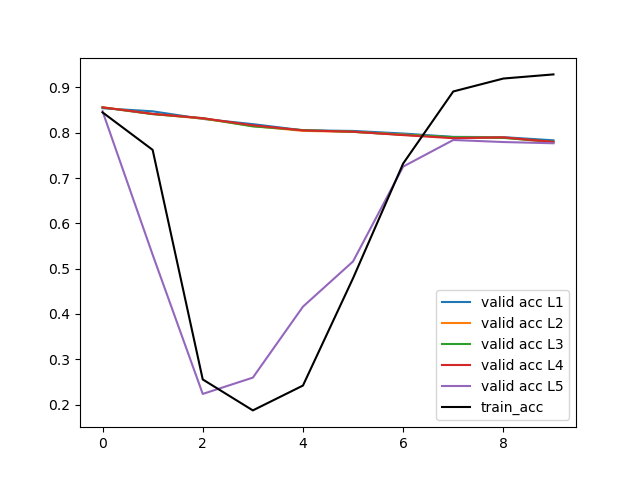 0.9
0.8
0.7
0.6
0.5
0.4
0.3
0.2
0 2 4 6 8
valid acc L1
valid acc L2
valid acc L3
valid acc L4
valid acc L5
train_acc